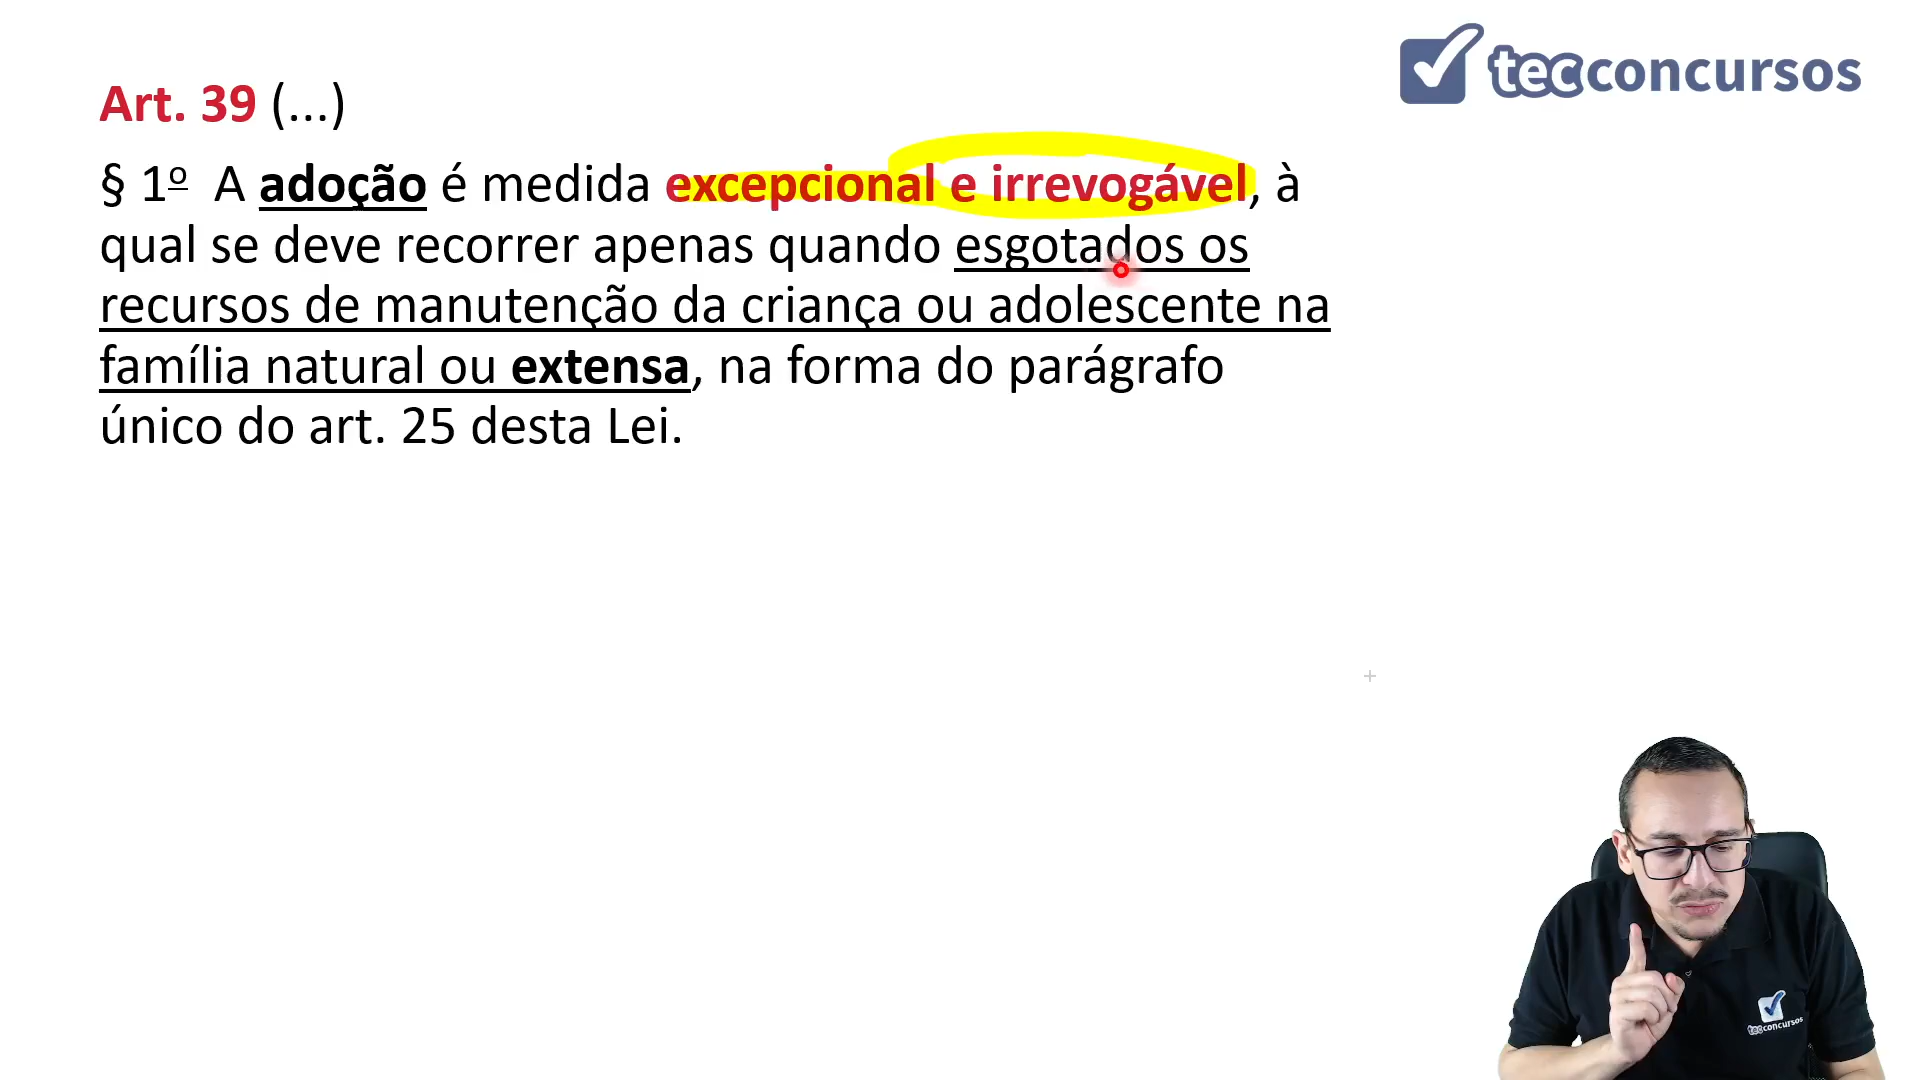 tecconcursos
Art. 39 (...)
§ 1º A adoção é medida excepcional e irrevogável, à
qual se deve recorrer apenas quando esgotados os
recursos de manutenção da criança ou adolescente na
família natural ou extensa, na forma do parágrafo
único do art. 25 desta Lei.
tecconcursos